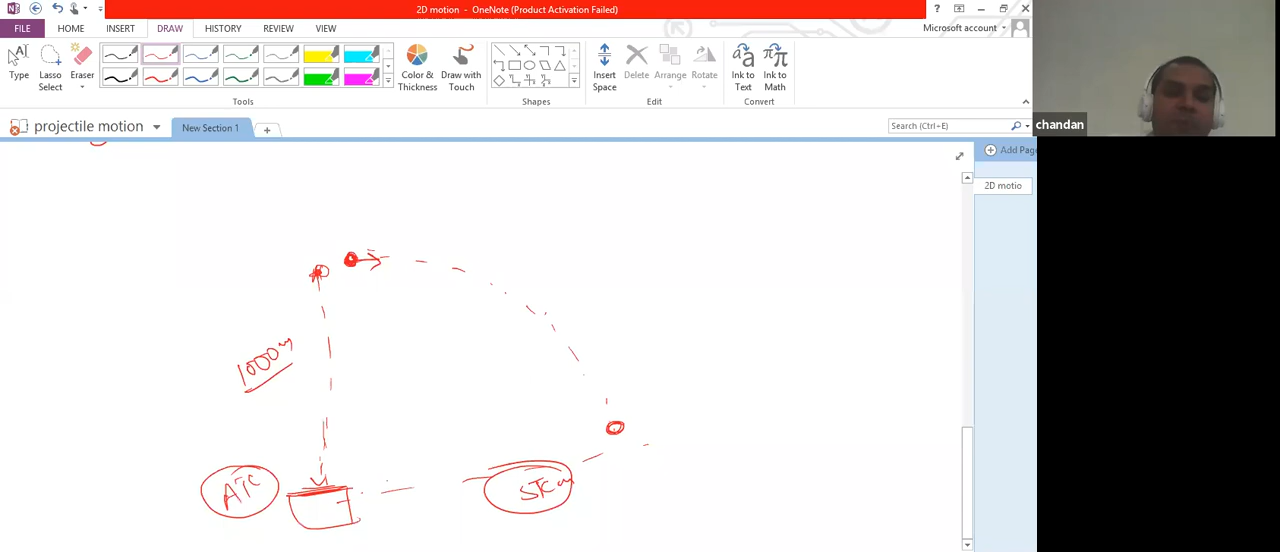 2D motion - OneNote (Product Activation Failed)
FILE HOME INSERT DRAW HISTORY REVIEW VIEW
Microsoft account
Type
Lasso Select
Eraser
Color & Thickness
Draw with Touch
Insert Space
Delete
Arrange
Rotate
Ink to Text
Ink to Math
Tools
Shapes
Edit
Convert
projectile motion
New Section 1
Search (Ctrl+E)
chandan
Add Page
2D motio
1000m
ATC